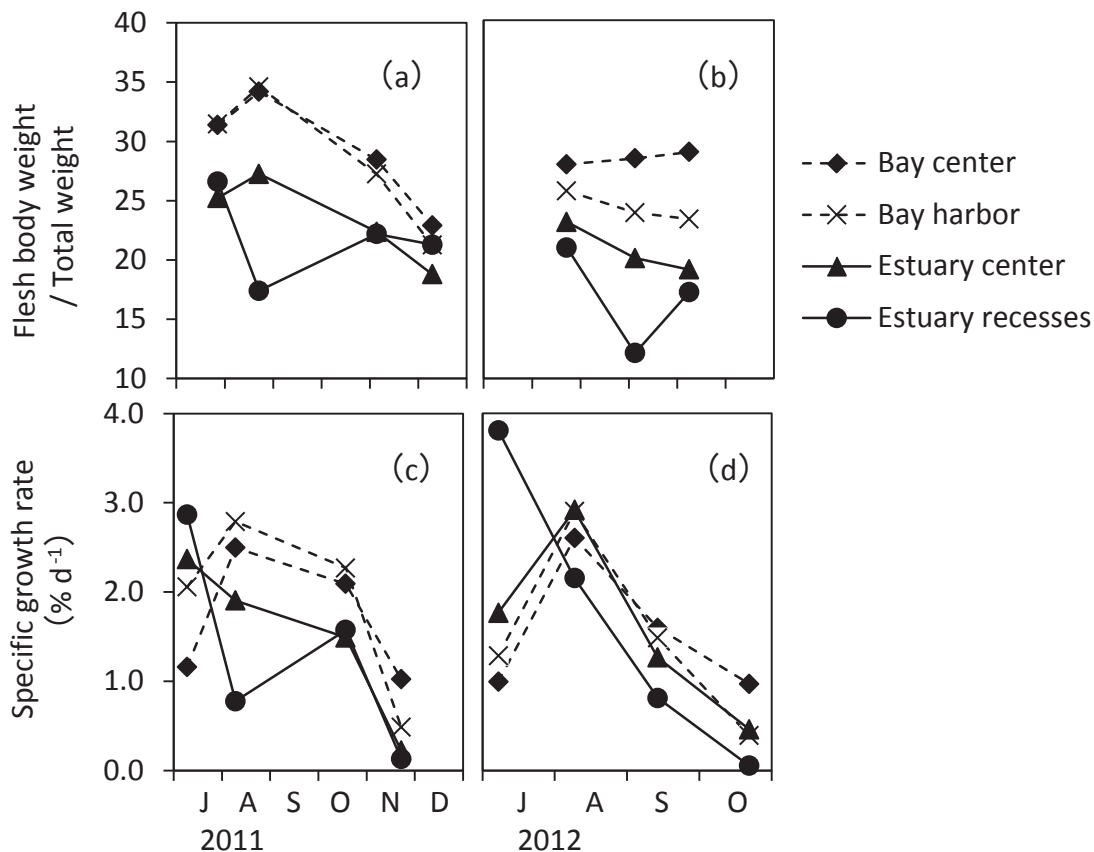 40
35
30
25
20
15
10
Flesh body weight
/ Total weight
(a)
(b)
Bay center
Bay harbor
Estuary center
Estuary recesses
4.0
3.0
2.0
1.0
0.0
Specific growth rate
(% d⁻¹)
(c)
(d)
J A S O N D
J A S O
2011
2012